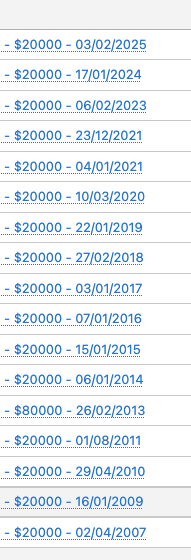 - $20000 - 03/02/2025
- $20000 - 17/01/2024
- $20000 - 06/02/2023
- $20000 - 23/12/2021
- $20000 - 04/01/2021
- $20000 - 10/03/2020
- $20000 - 22/01/2019
- $20000 - 27/02/2018
- $20000 - 03/01/2017
- $20000 - 07/01/2016
- $20000 - 15/01/2015
- $20000 - 06/01/2014
- $80000 - 26/02/2013
- $20000 - 01/08/2011
- $20000 - 29/04/2010
- $20000 - 16/01/2009
- $20000 - 02/04/2007